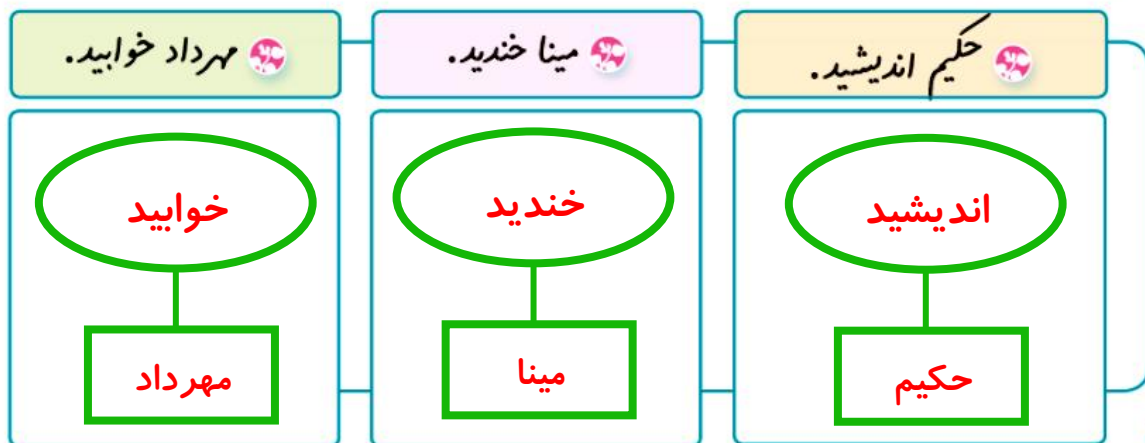 حکیم اندیشید.
مینا خندید.
مهرداد خوابید.
اندیشید
خندید
خوابید
حکیم
مینا
مهرداد